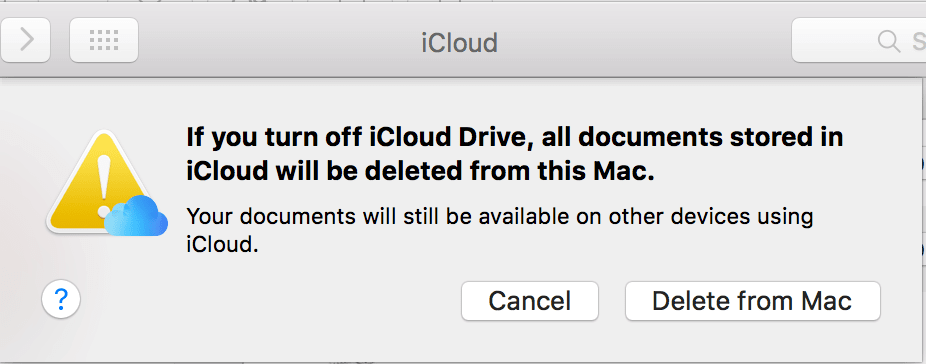 iCloud
S
If you turn off iCloud Drive, all documents stored in
iCloud will be deleted from this Mac.
Your documents will still be available on other devices using
iCloud.
?
Cancel
Delete from Mac